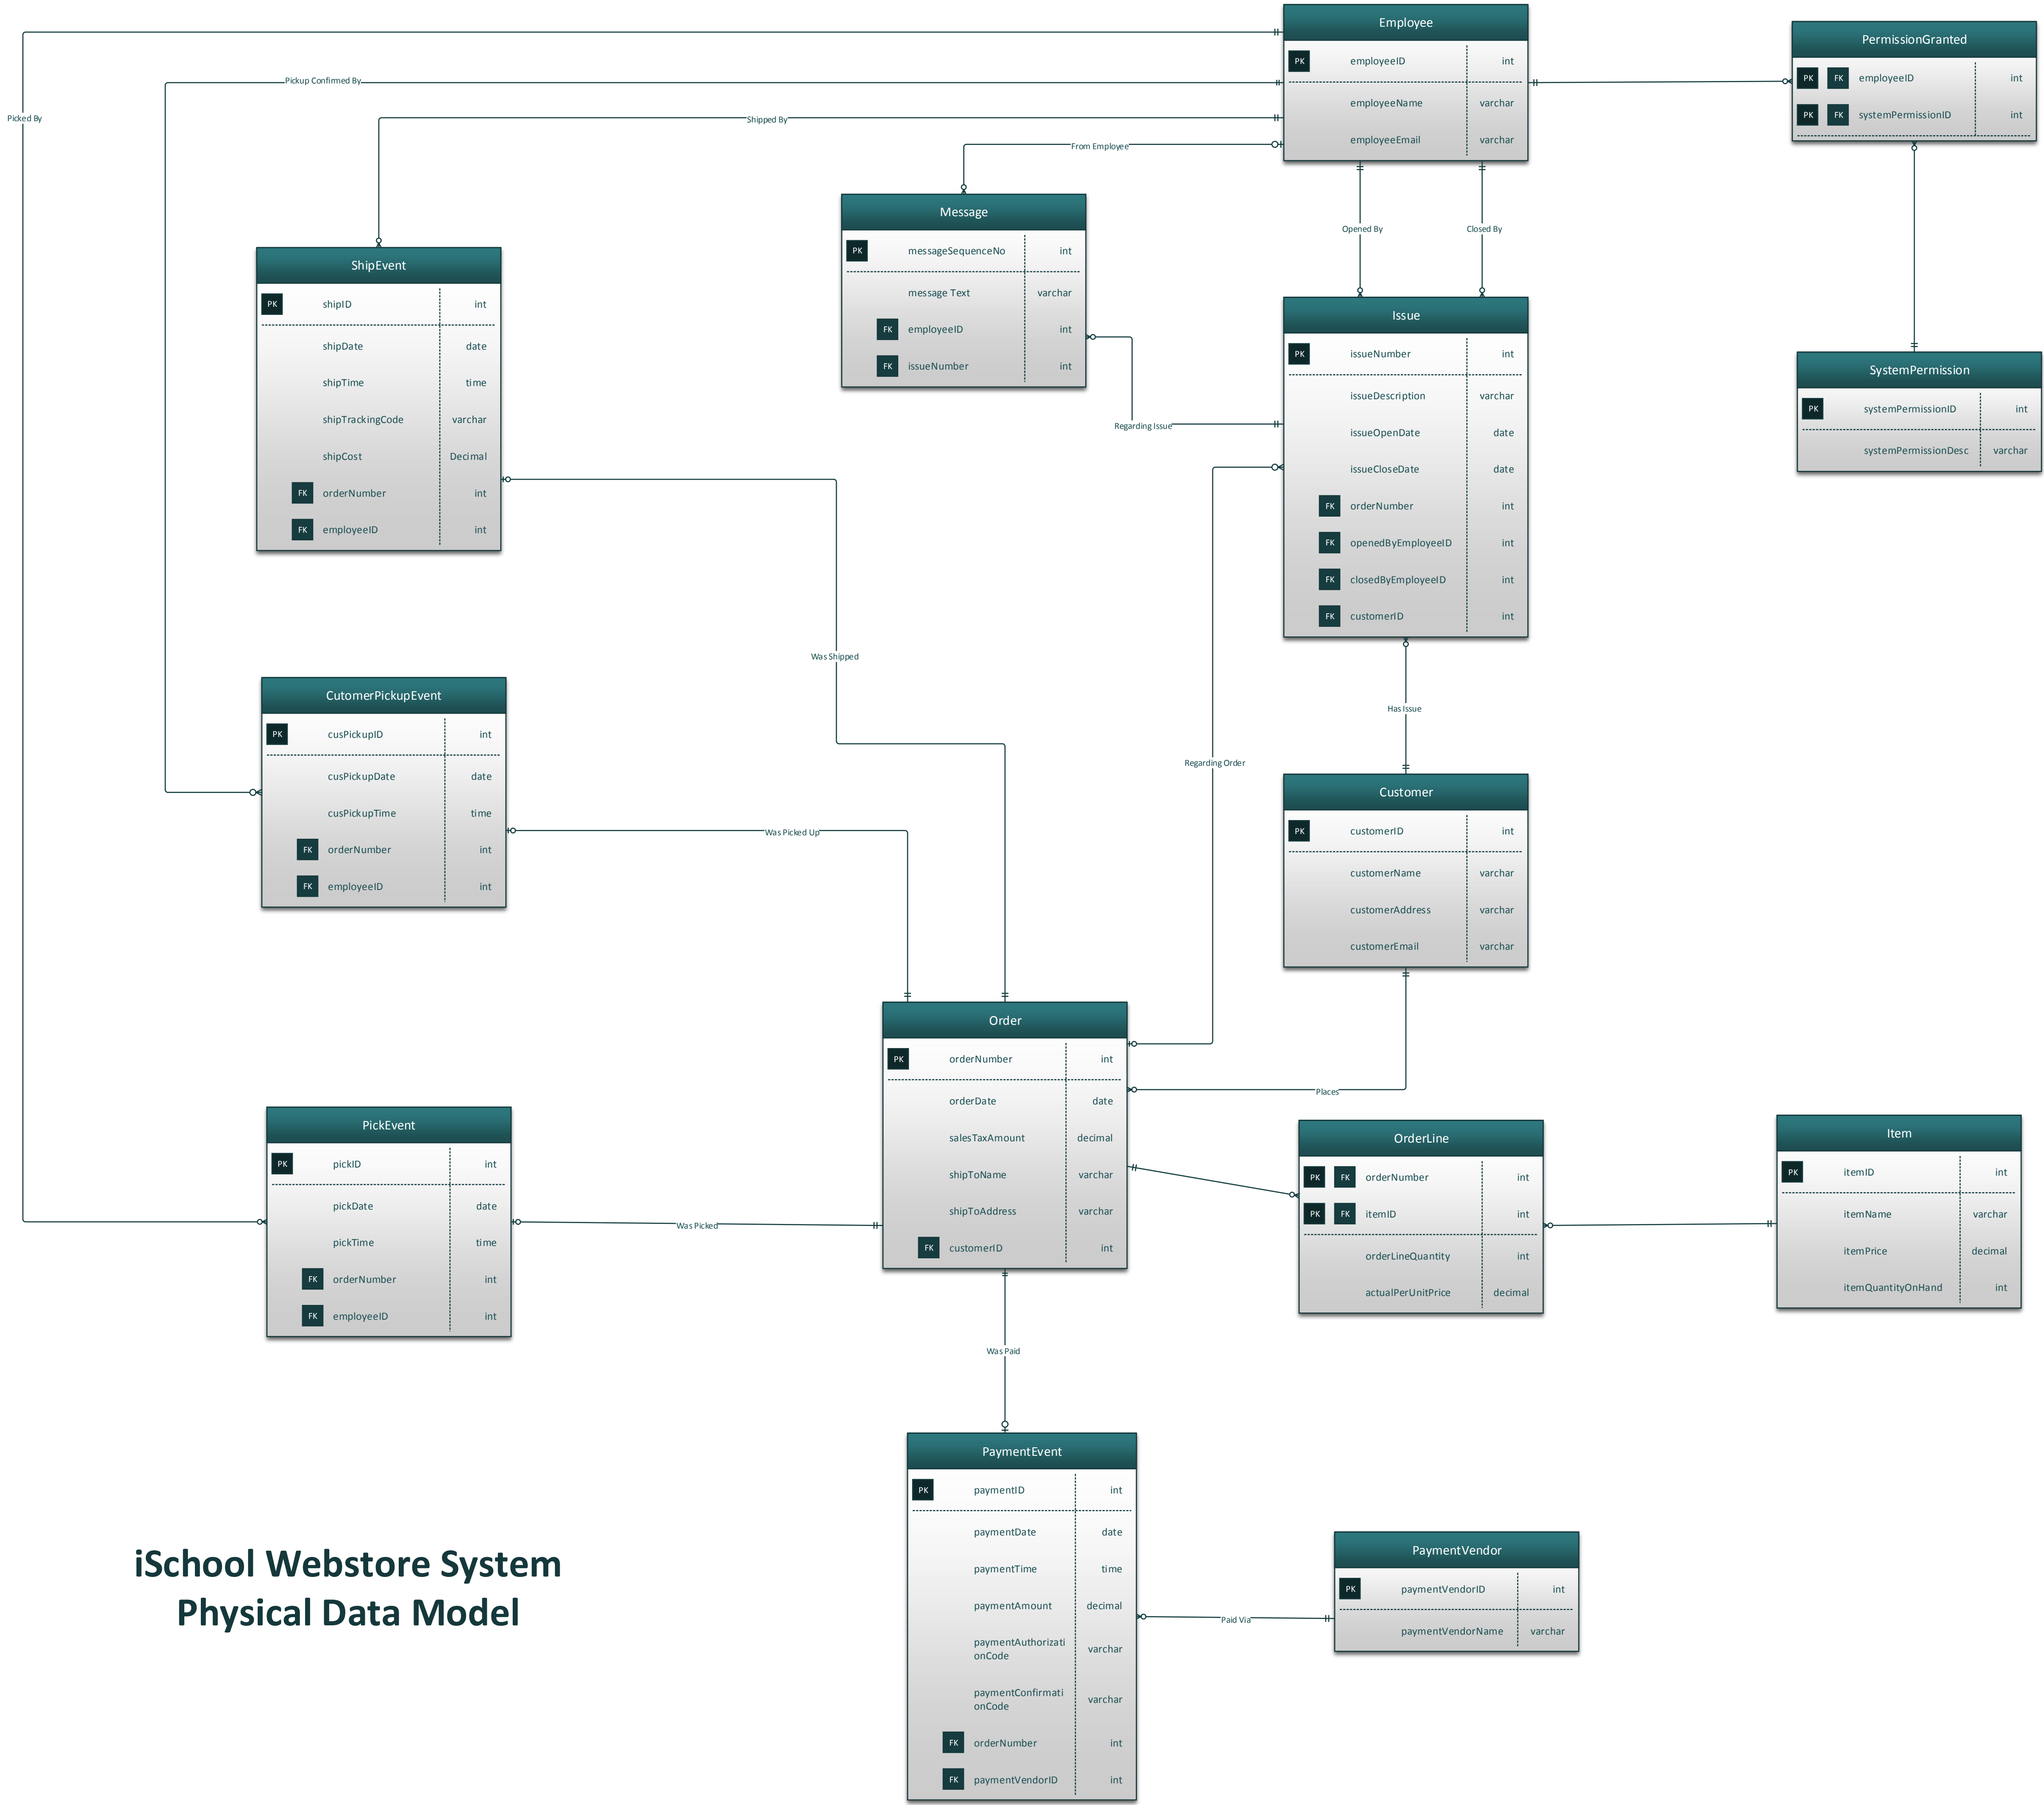 Employee
PK employeeID int
employeeName varchar
employeeEmail varchar
PermissionGranted
PK FK employeeID int
PK FK systemPermissionID int
Pickup Confirmed By
Picked By
Shipped By
From Employee
Message
PK messageSequenceNo int
message Text varchar
FK employeeID int
FK issueNumber int
Opened By
Closed By
ShipEvent
PK shipID int
shipDate date
shipTime time
shipTrackingCode varchar
shipCost Decimal
FK orderNumber int
FK employeeID int
Issue
PK issueNumber int
issueDescription varchar
issueOpenDate date
issueCloseDate date
FK orderNumber int
FK openedByEmployeeID int
FK closedByEmployeeID int
FK customerID int
Regarding Issue
SystemPermission
PK systemPermissionID int
systemPermissionDesc varchar
Was Shipped
CutomerPickupEvent
PK cusPickupID int
cusPickupDate date
cusPickupTime time
FK orderNumber int
FK employeeID int
Has Issue
Regarding Order
Was Picked Up
Customer
PK customerID int
customerName varchar
customerAddress varchar
customerEmail varchar
Order
PK orderNumber int
orderDate date
salesTaxAmount decimal
shipToName varchar
shipToAddress varchar
FK customerID int
Places
PickEvent
PK pickID int
pickDate date
pickTime time
FK orderNumber int
FK employeeID int
Was Picked
OrderLine
PK FK orderNumber int
PK FK itemID int
orderLineQuantity int
actualPerUnitPrice decimal
Item
PK itemID int
itemName varchar
itemPrice decimal
itemQuantityOnHand int
Was Paid
PaymentEvent
PK paymentID int
paymentDate date
paymentTime time
paymentAmount decimal
paymentAuthorizati
onCode varchar
paymentConfirmati
onCode varchar
FK orderNumber int
FK paymentVendorID int
Paid Via
PaymentVendor
PK paymentVendorID int
paymentVendorName varchar
iSchool Webstore System
Physical Data Model